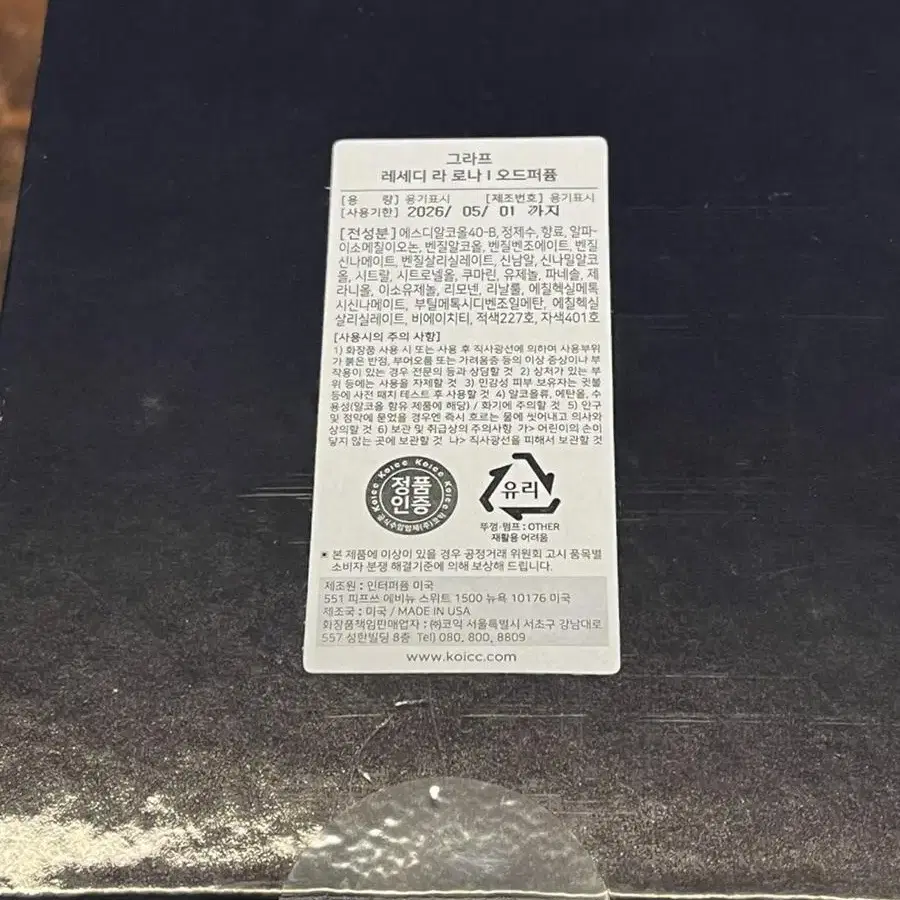 그라프
레세디 라 로나 I 오드퍼퓸
[용 량] 용기표시 [제조번호] 용기표시
[사용기한] 2026/ 05/ 01 까지
[전성분] 에스디알코올40-B, 정제수, 향료, 알파-
이소메칠이오논, 벤질알코올, 벤질벤조에이트, 벤질
신나메이트, 벤질살리실레이트, 신남알, 신나밀알코
올, 시트랄, 시트로넬올, 쿠마린, 유제놀, 파네솔, 제
라니올, 이소유제놀, 리모넨, 리날룰, 에칠헥실메톡
시신나메이트, 부틸메톡시디벤조일메탄, 에칠헥실
살리실레이트, 비에이치티, 적색227호, 자색401호
[사용시의 주의 사항]
1) 화장품 사용 시 또는 사용 후 직사광선에 의하여 사용부위
가 붉은 반점, 부어오름 또는 가려움증 등의 이상 증상이나 부
작용이 있는 경우 전문의 등과 상담할 것 2) 상처가 있는 부
위 등에는 사용을 자제할 것 3) 민감성 피부 보유자는 귓불
등에 사전 패치 테스트 후 사용할 것 4) 알코올류, 에탄올, 수
용성(알코올 함유 제품에 해당) / 화기에 주의할 것 5) 안구
및 점막에 묻었을 경우엔 즉시 흐르는 물에 씻어내고 의사와
상의할 것 6) 보관 및 취급상의 주의사항 가> 어린이의 손이
닿지 않는 곳에 보관할 것 나> 직사광선을 피해서 보관할 것
Koicc Koicc Koicc Koicc
정품
인증
공식수입업체(주)코익
유리
뚜껑·펌프 : OTHER
재활용 어려움
* 본 제품에 이상이 있을 경우 공정거래 위원회 고시 품목별
소비자 분쟁 해결기준에 의해 보상해 드립니다.
제조원 : 인터퍼퓸 미국
551 피프쓰 에비뉴 스위트 1500 뉴욕 10176 미국
제조국 : 미국 / MADE IN USA
화장품책임판매업자 : ㈜코익 서울특별시 서초구 강남대로
557 성한빌딩 8층 Tel) 080. 800. 8809
www.koicc.com